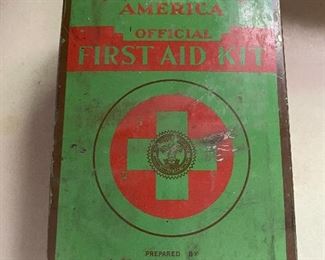 AMERICA
OFFICIAL
FIRST AID KIT
PREPARED BY